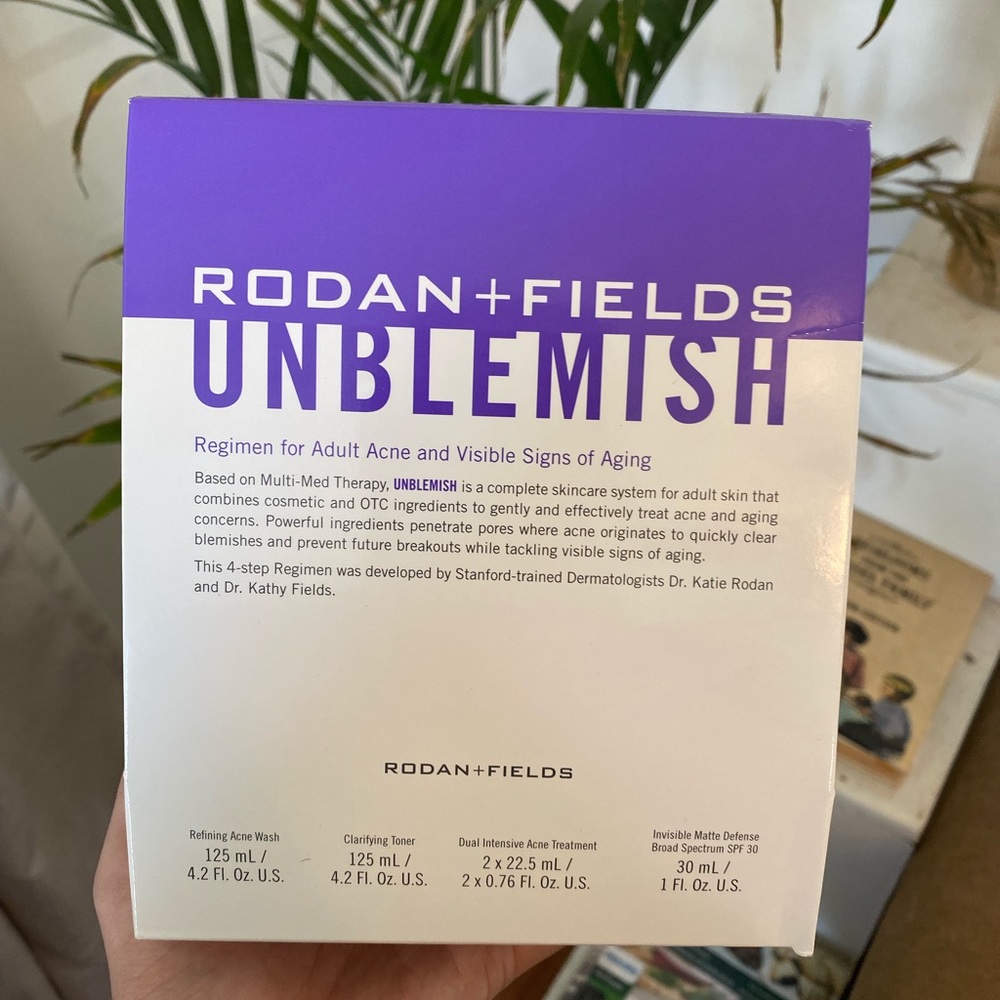 RODAN+FIELDS
UNBLEMISH
Regimen for Adult Acne and Visible Signs of Aging
Based on Multi-Med Therapy, UNBLEMISH is a complete skincare system for adult skin that
combines cosmetic and OTC ingredients to gently and effectively treat acne and aging
concerns. Powerful ingredients penetrate pores where acne originates to quickly clear
blemishes and prevent future breakouts while tackling visible signs of aging.
This 4-step Regimen was developed by Stanford-trained Dermatologists Dr. Katie Rodan
and Dr. Kathy Fields.
RODAN+FIELDS
Refining Acne Wash
125 mL /
4.2 Fl. Oz. U.S.
Clarifying Toner
125 mL /
4.2 Fl. Oz. U.S.
Dual Intensive Acne Treatment
2 x 22.5 mL /
2 x 0.76 Fl. Oz. U.S.
Invisible Matte Defense
Broad Spectrum SPF 30
30 mL /
1 Fl. Oz. U.S.
FAMILY